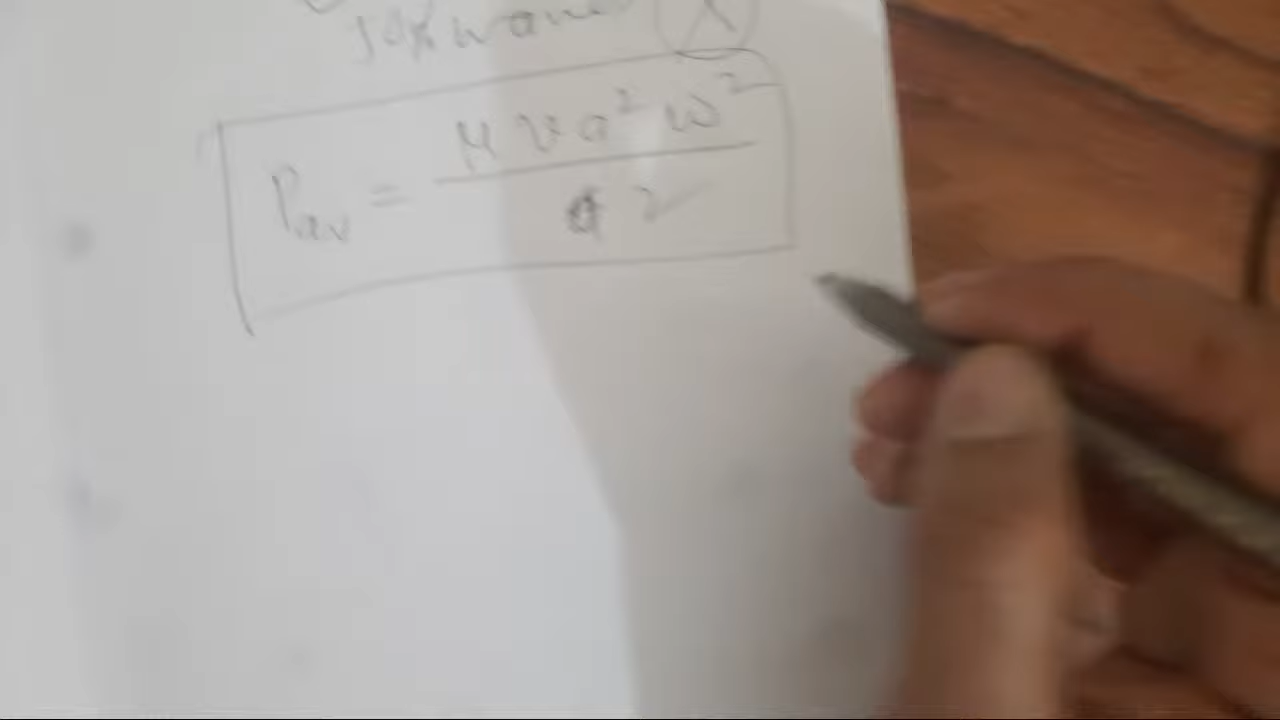 P_av = μ v a² ω² / 2